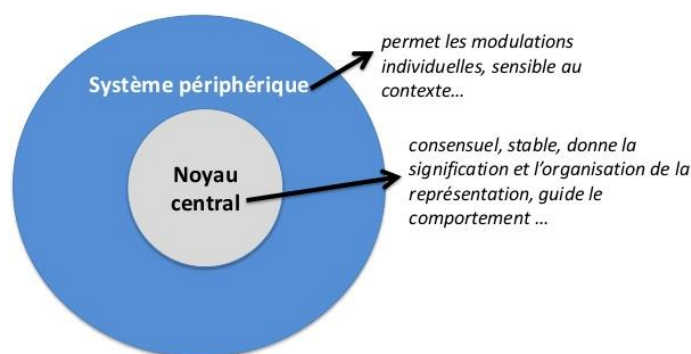 permet les modulations
individuelles, sensible au
contexte…
Système périphérique
consensuel, stable, donne la
signification et l’organisation de la
représentation, guide le
comportement …
Noyau
central